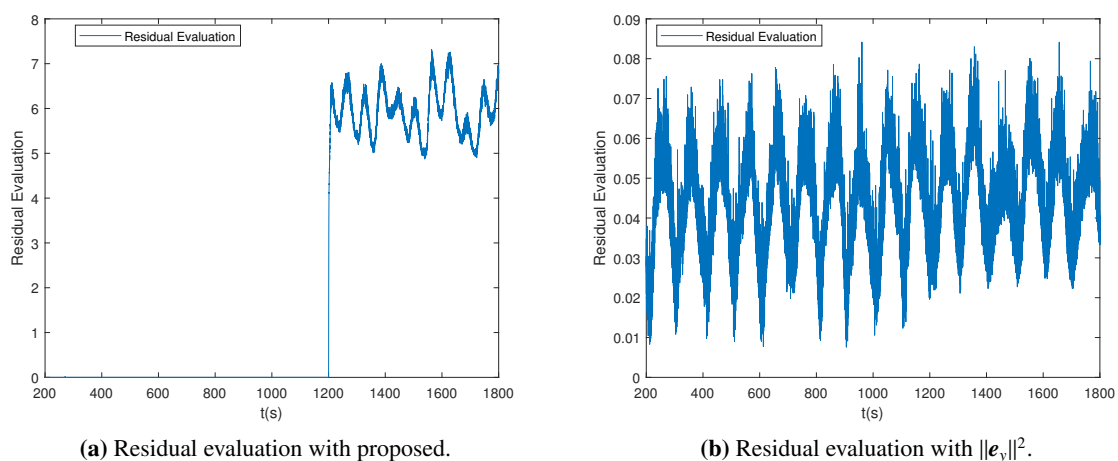 8
7
6
5
4
3
2
1
0
Residual Evaluation
Residual Evaluation
200 400 600 800 1000 1200 1400 1600 1800
t(s)
(a) Residual evaluation with proposed.
0.09
0.08
0.07
0.06
0.05
0.04
0.03
0.02
0.01
0
Residual Evaluation
Residual Evaluation
200 400 600 800 1000 1200 1400 1600 1800
t(s)
(b) Residual evaluation with ||e_y||².